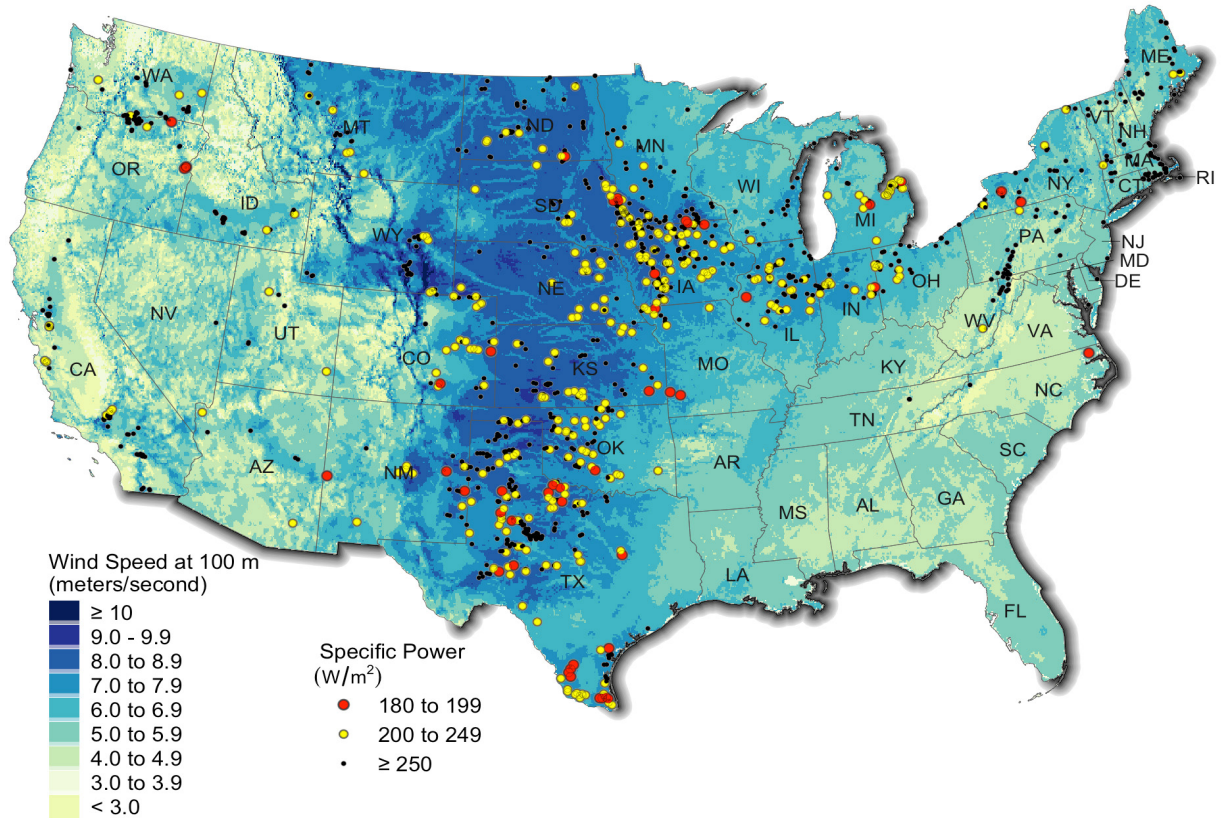 WA
ME
MT
ND
VT
MN
NH
OR
MA
WI
NY
CT
RI
ID
SD
MI
WY
PA
NJ
MD
IA
OH
DE
NE
NV
IN
IL
WV
UT
VA
CO
MO
KS
KY
CA
NC
TN
OK
AZ
NM
AR
SC
GA
MS
AL
Wind Speed at 100 m
(meters/second)
≥ 10
9.0 - 9.9
8.0 to 8.9
7.0 to 7.9
6.0 to 6.9
5.0 to 5.9
4.0 to 4.9
3.0 to 3.9
< 3.0
TX
LA
FL
Specific Power
(W/m²)
180 to 199
200 to 249
≥ 250